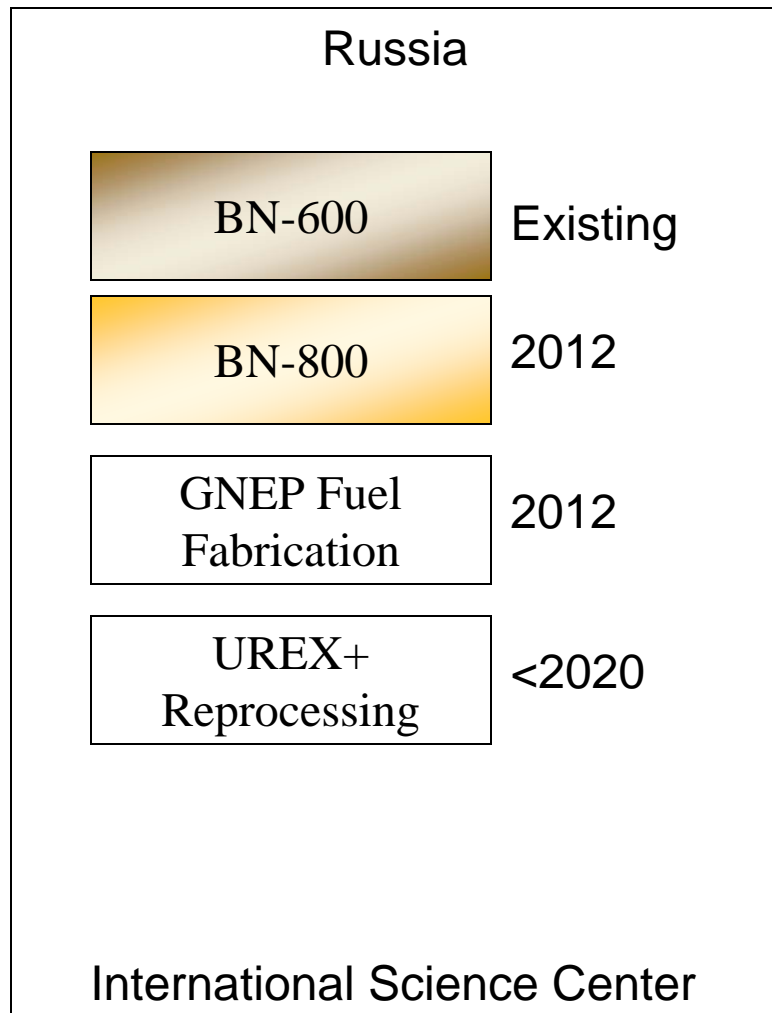 Russia
BN-600
Existing
BN-800
2012
GNEP Fuel
Fabrication
2012
UREX+
Reprocessing
<2020
International Science Center